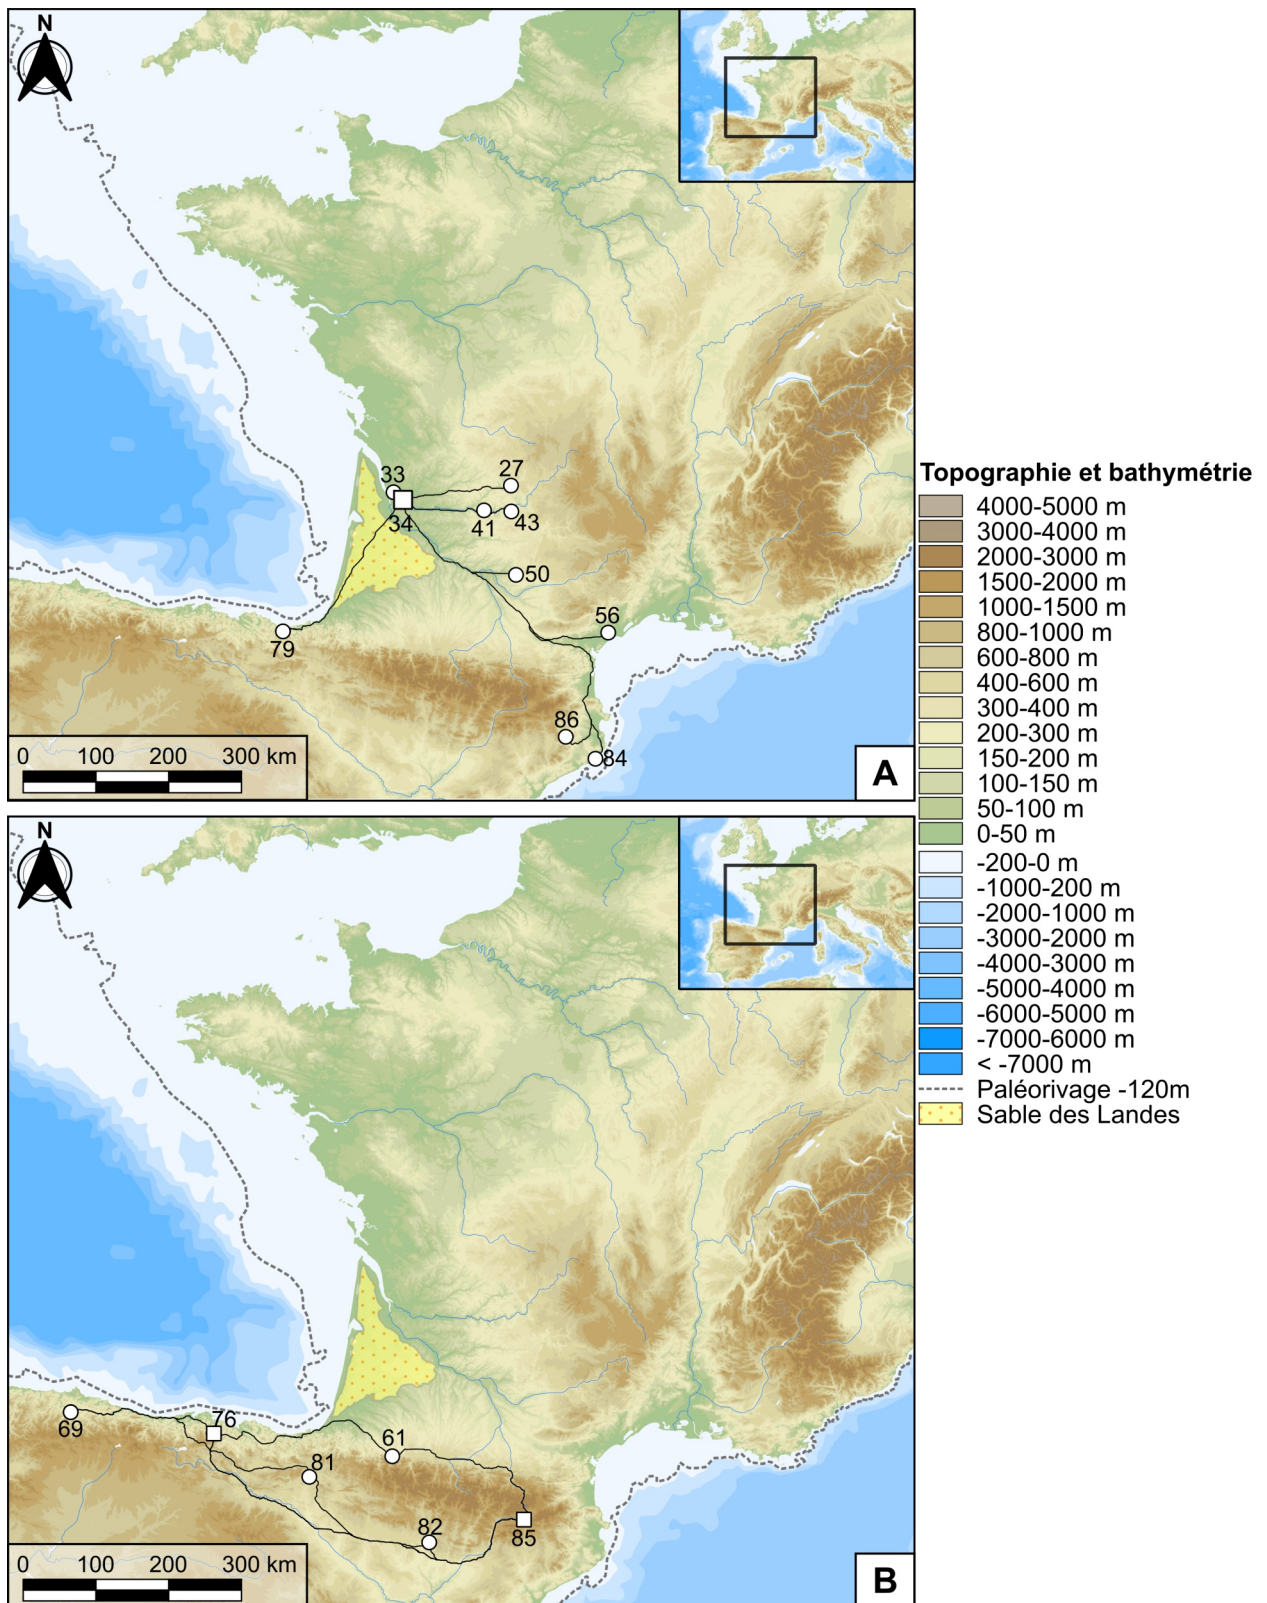 N
33
34
27
41
43
50
56
79
86
84
0 100 200 300 km
A
Topographie et bathymétrie
4000-5000 m
3000-4000 m
2000-3000 m
1500-2000 m
1000-1500 m
800-1000 m
600-800 m
400-600 m
300-400 m
200-300 m
150-200 m
100-150 m
50-100 m
0-50 m
-200-0 m
-1000-200 m
-2000-1000 m
-3000-2000 m
-4000-3000 m
-5000-4000 m
-6000-5000 m
-7000-6000 m
< -7000 m
Paléorivage -120m
Sable des Landes
N
69
76
61
81
82
85
0 100 200 300 km
B